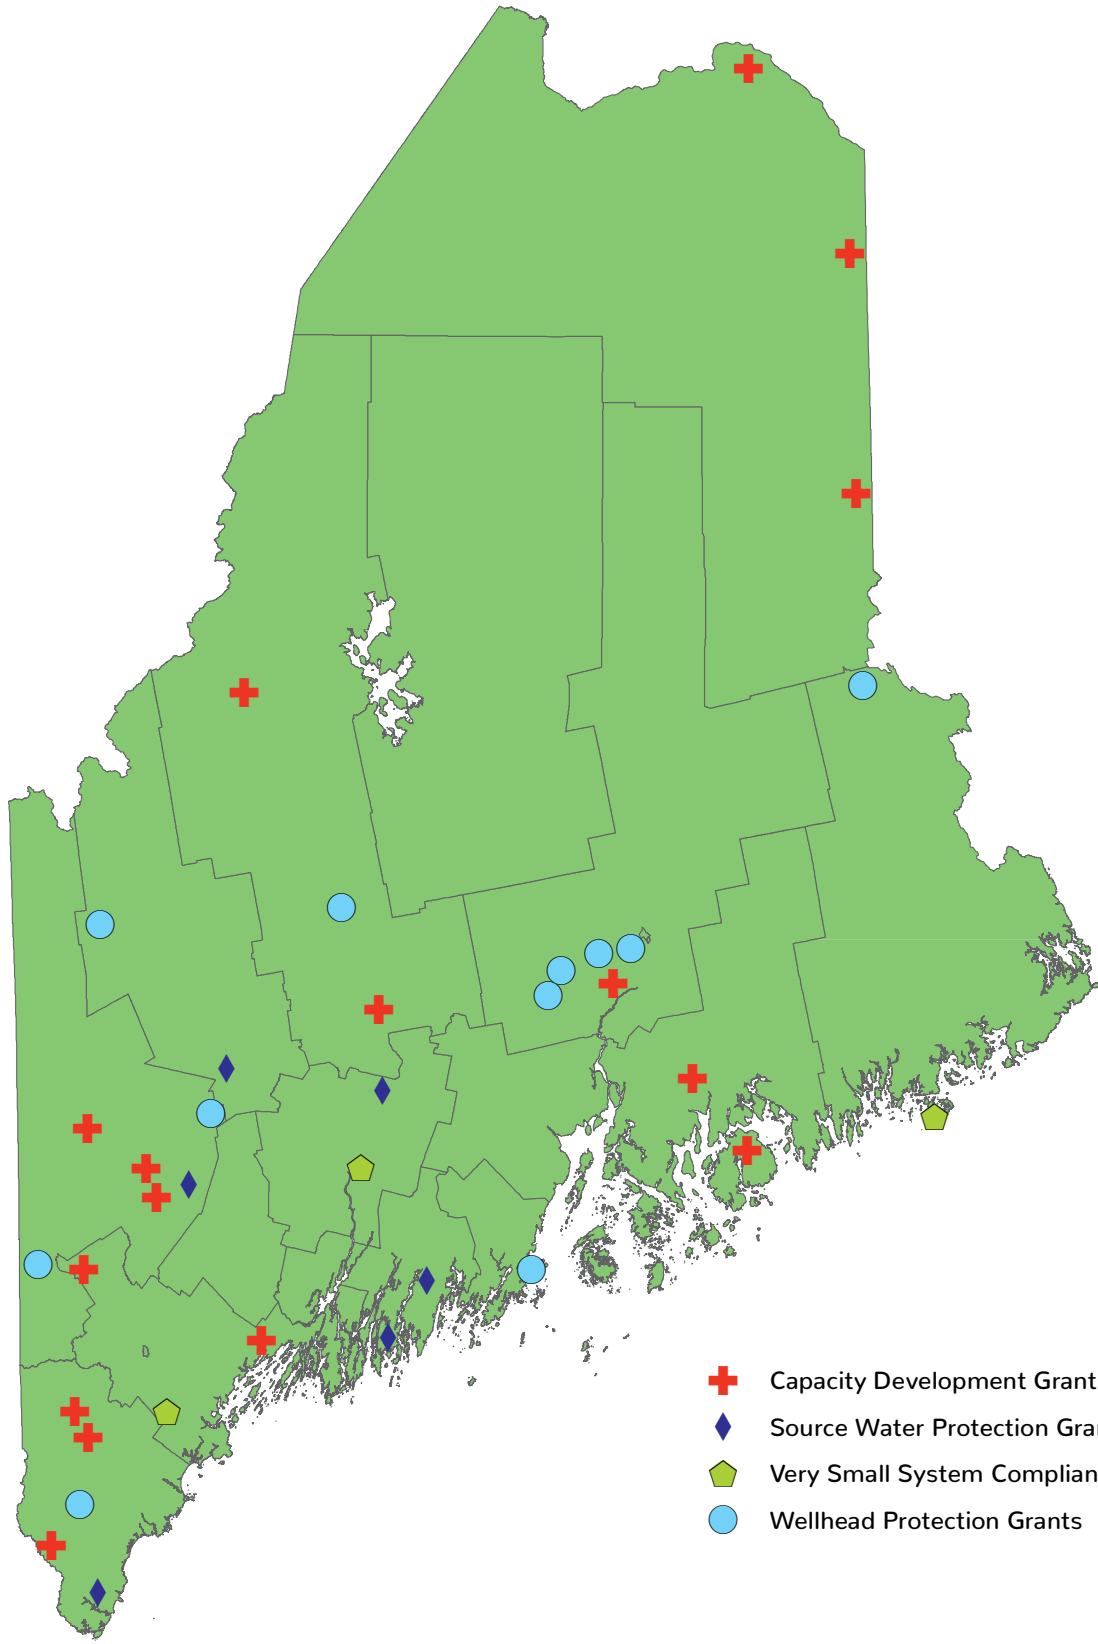 Capacity Development Grant
Source Water Protection Gra
Very Small System Complian
Wellhead Protection Grants